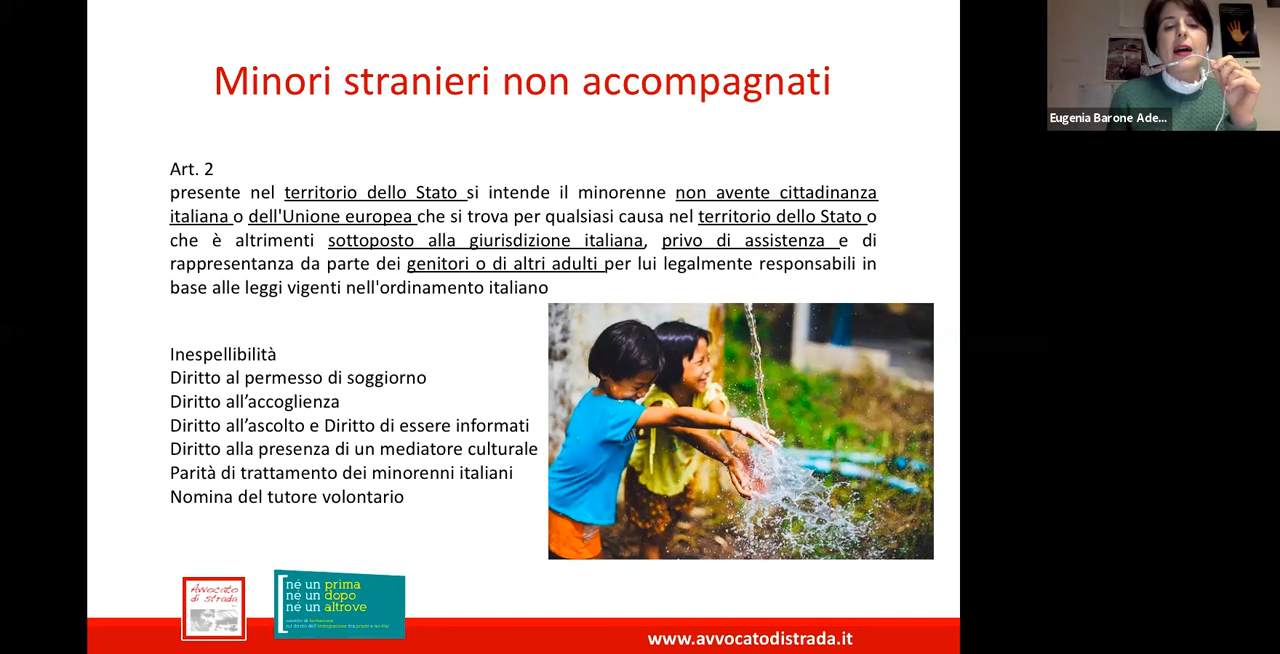 Minori stranieri non accompagnati
Eugenia Barone Ade...
Art. 2
presente nel territorio dello Stato si intende il minorenne non avente cittadinanza
italiana o dell'Unione europea che si trova per qualsiasi causa nel territorio dello Stato o
che è altrimenti sottoposto alla giurisdizione italiana, privo di assistenza e di
rappresentanza da parte dei genitori o di altri adulti per lui legalmente responsabili in
base alle leggi vigenti nell'ordinamento italiano
Inespellibilità
Diritto al permesso di soggiorno
Diritto all’accoglienza
Diritto all’ascolto e Diritto di essere informati
Diritto alla presenza di un mediatore culturale
Parità di trattamento dei minorenni italiani
Nomina del tutore volontario
Avvocato
di strada
né un prima
né un dopo
né un altrove
www.avvocatodistrada.it